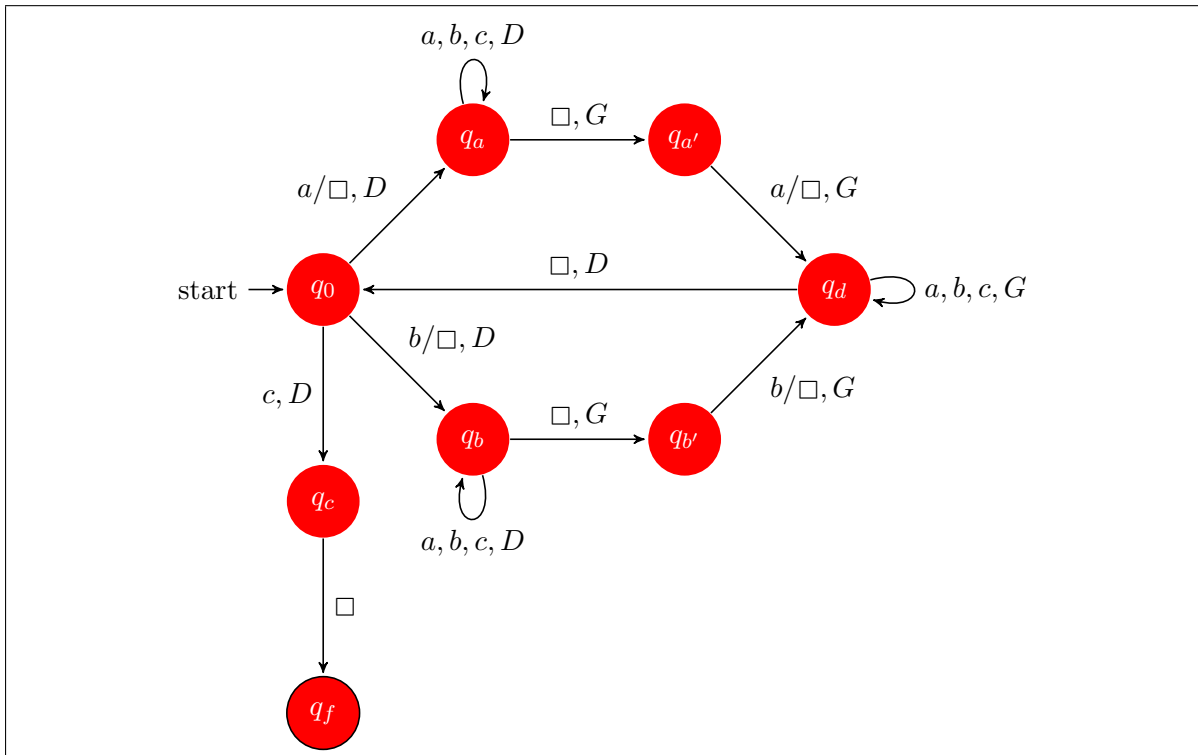 a, b, c, D
□, G
q_a
q_{a'}
a/□, D
a/□, G
□, D
start
q_0
q_d
a, b, c, G
b/□, D
c, D
b/□, G
□, G
q_b
q_{b'}
q_c
a, b, c, D
□
q_f